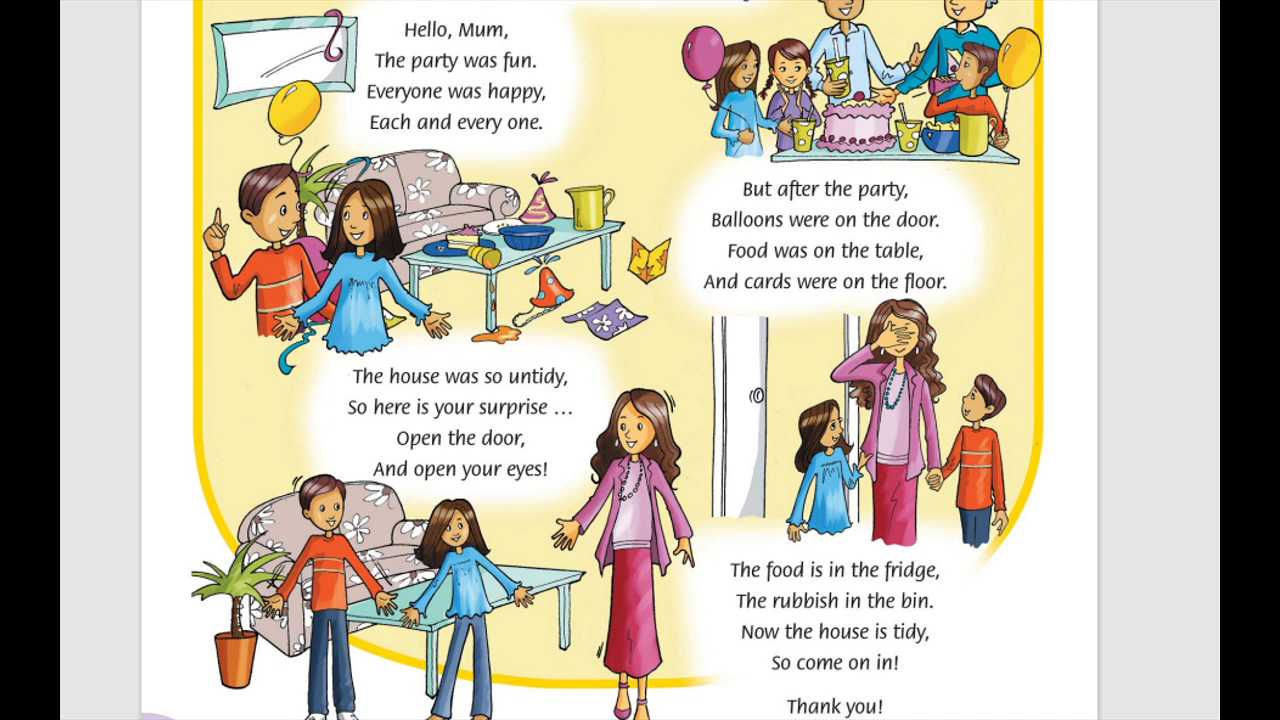 Hello, Mum,
The party was fun.
Everyone was happy,
Each and every one.
But after the party,
Balloons were on the door.
Food was on the table,
And cards were on the floor.
The house was so untidy,
So here is your surprise ...
Open the door,
And open your eyes!
The food is in the fridge,
The rubbish in the bin.
Now the house is tidy,
So come on in!
Thank you!